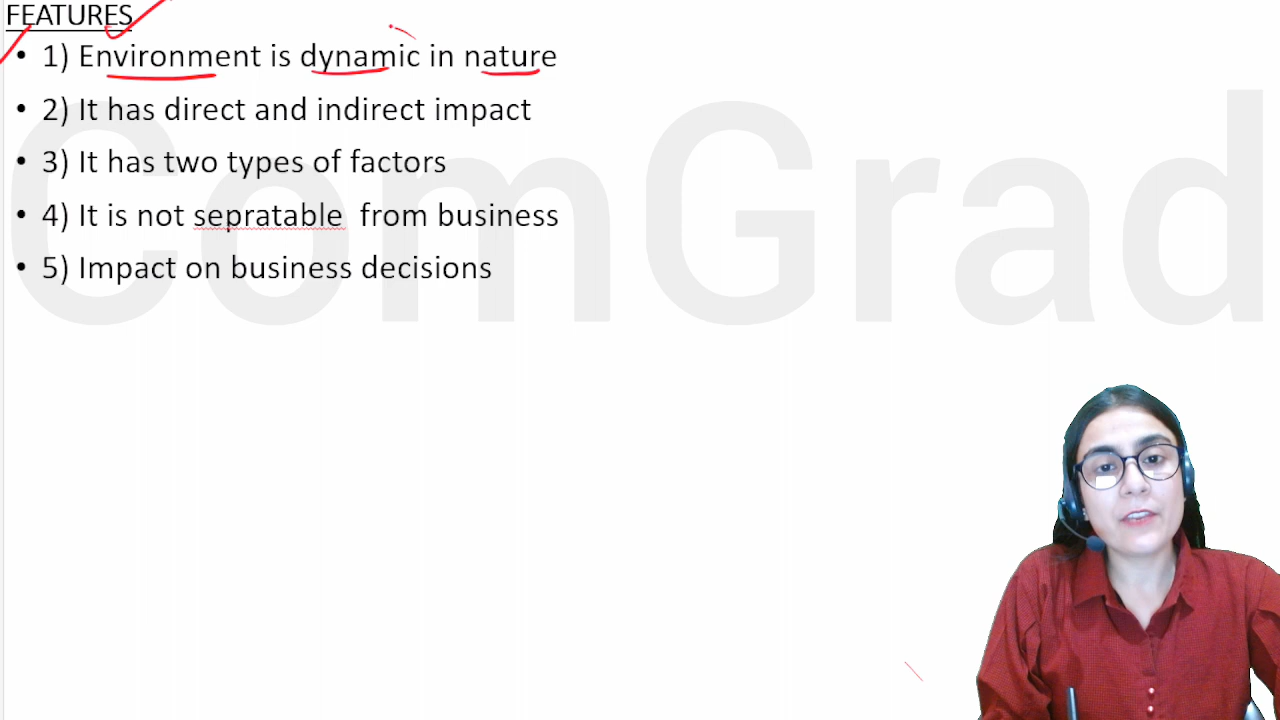 FEATURES
• 1) Environment is dynamic in nature
• 2) It has direct and indirect impact
• 3) It has two types of factors
• 4) It is not sepratable from business
• 5) Impact on business decisions
ComGrad